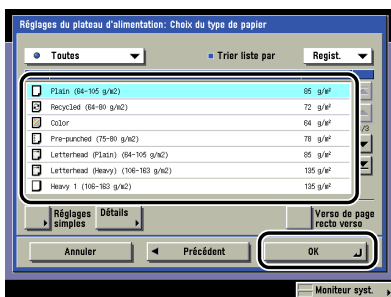 Réglages du plateau d'alimentation: Choix du type de papier
Toutes
Trier liste par
Regist.
Plain (64-105 g/m2) 85 g/m²
Recycled (64-80 g/m2) 72 g/m²
Color 64 g/m²
Pre-punched (75-80 g/m2) 78 g/m²
Letterhead (Plain) (64-105 g/m2) 85 g/m²
Letterhead (Heavy) (106-163 g/m2) 135 g/m²
Heavy 1 (106-163 g/m2) 135 g/m²
/3
Réglages simples
Détails
Verso de page recto verso
Annuler
Précédent
OK
Moniteur syst.